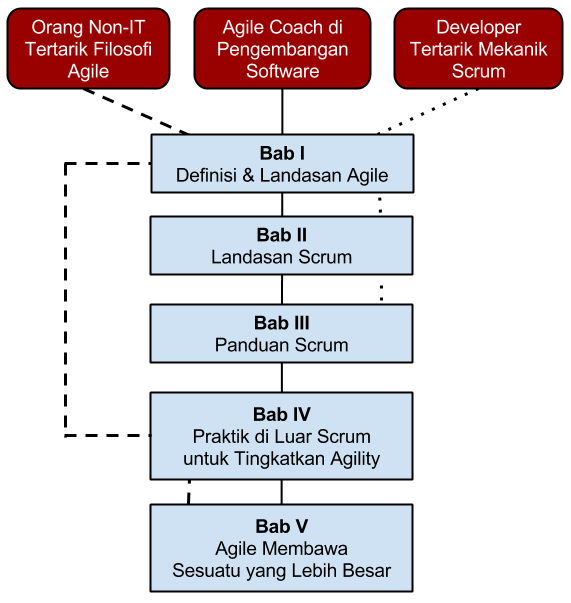 Orang Non-IT
Tertarik Filosofi
Agile
Agile Coach di
Pengembangan
Software
Developer
Tertarik Mekanik
Scrum
Bab I
Definisi & Landasan Agile
Bab II
Landasan Scrum
Bab III
Panduan Scrum
Bab IV
Praktik di Luar Scrum
untuk Tingkatkan Agility
Bab V
Agile Membawa
Sesuatu yang Lebih Besar